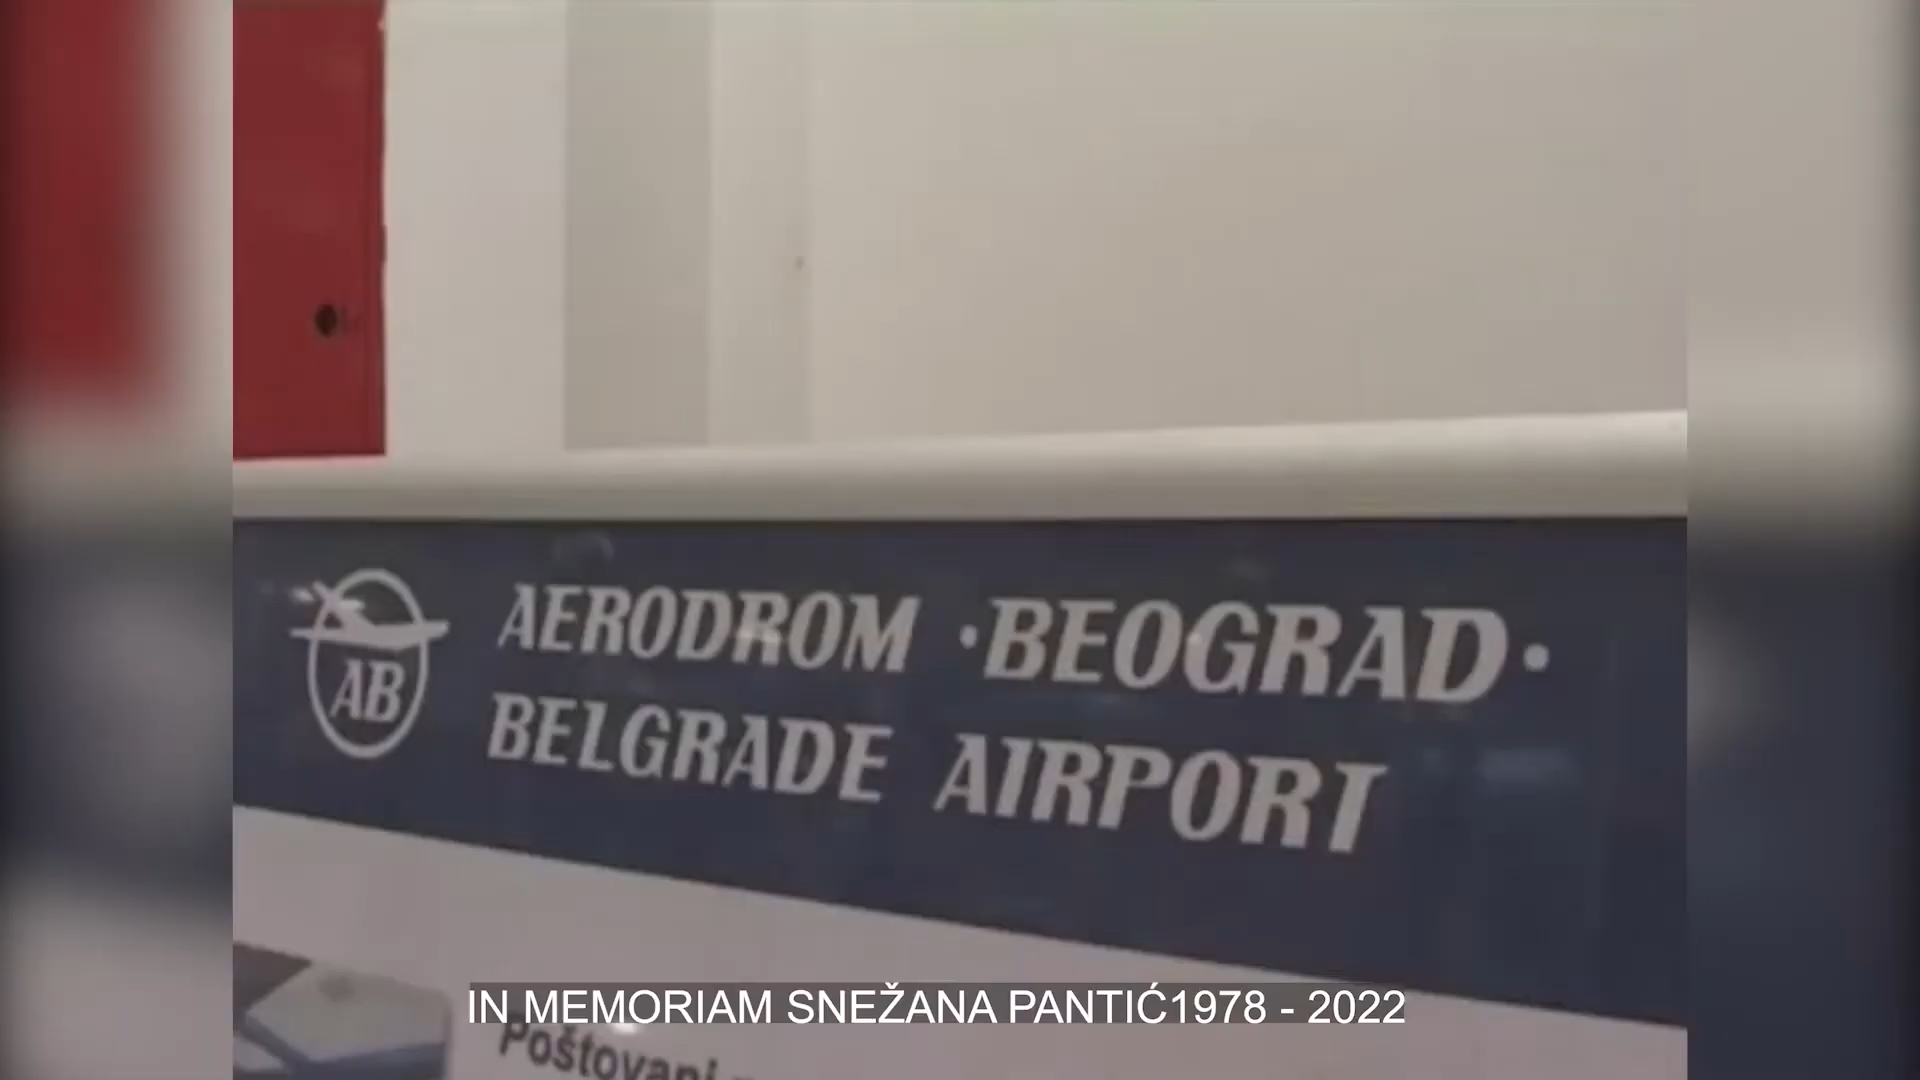 AB
AERODROM ·BEOGRAD·
BELGRADE AIRPORT
IN MEMORIAM SNEŽANA PANTIĆ1978 - 2022
Poštovani